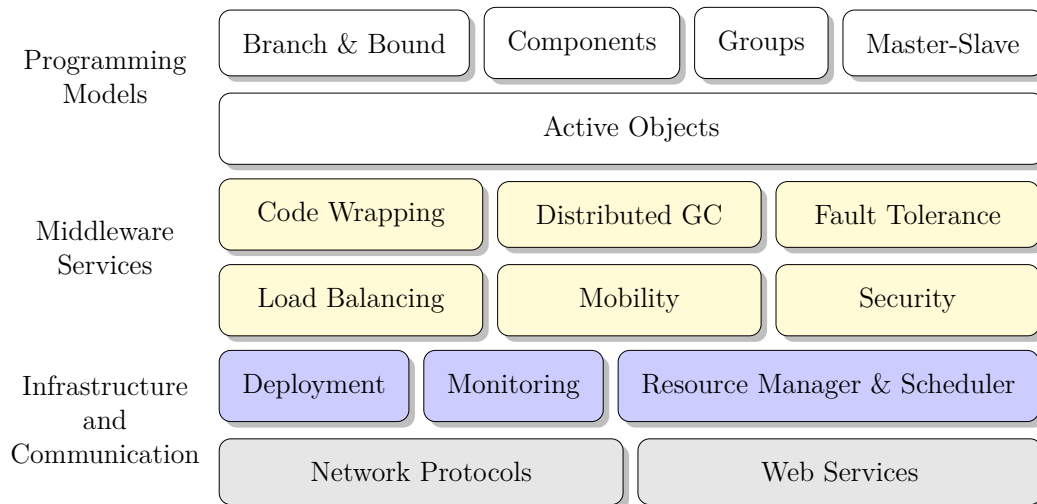 Programming
Models
Branch & Bound
Components
Groups
Master-Slave
Active Objects
Middleware
Services
Code Wrapping
Distributed GC
Fault Tolerance
Load Balancing
Mobility
Security
Infrastructure
and
Communication
Deployment
Monitoring
Resource Manager & Scheduler
Network Protocols
Web Services